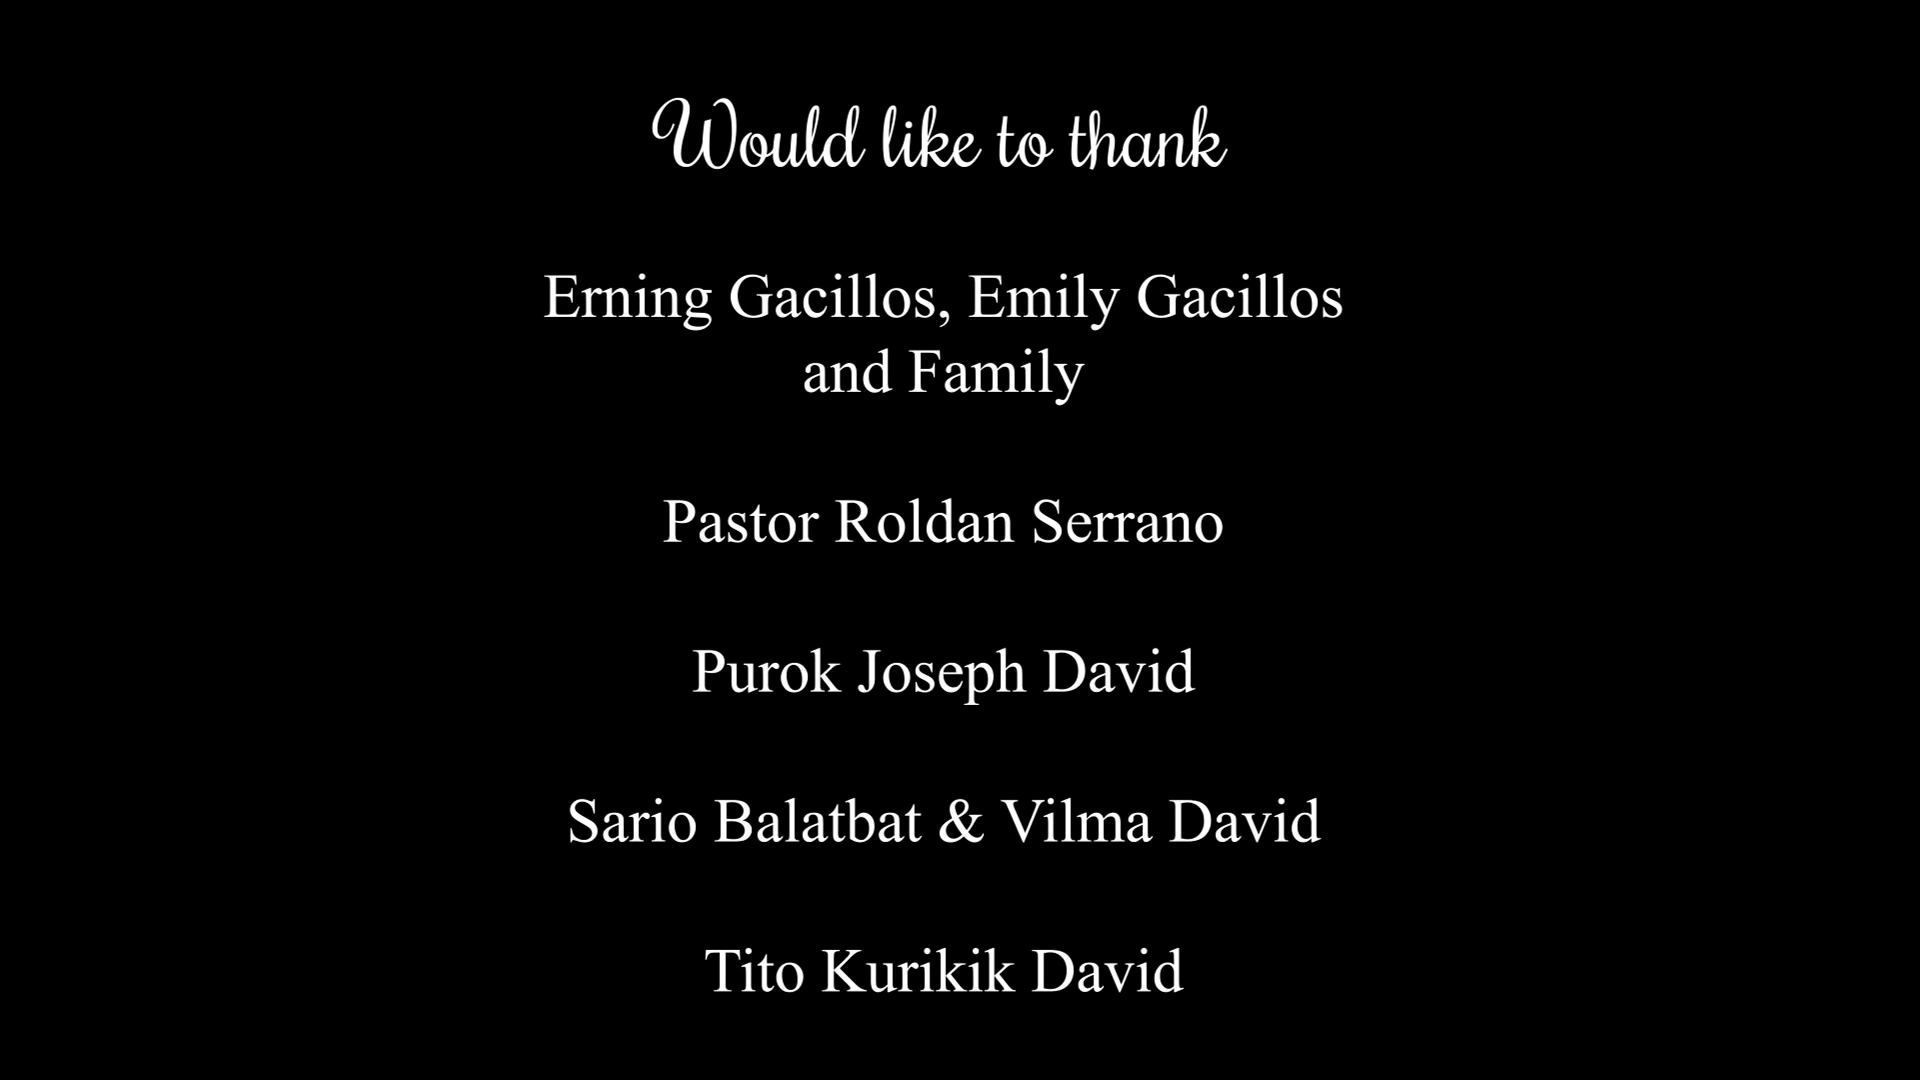 Would like to thank
Erning Gacillos, Emily Gacillos
and Family
Pastor Roldan Serrano
Purok Joseph David
Sario Balatbat & Vilma David
Tito Kurikik David